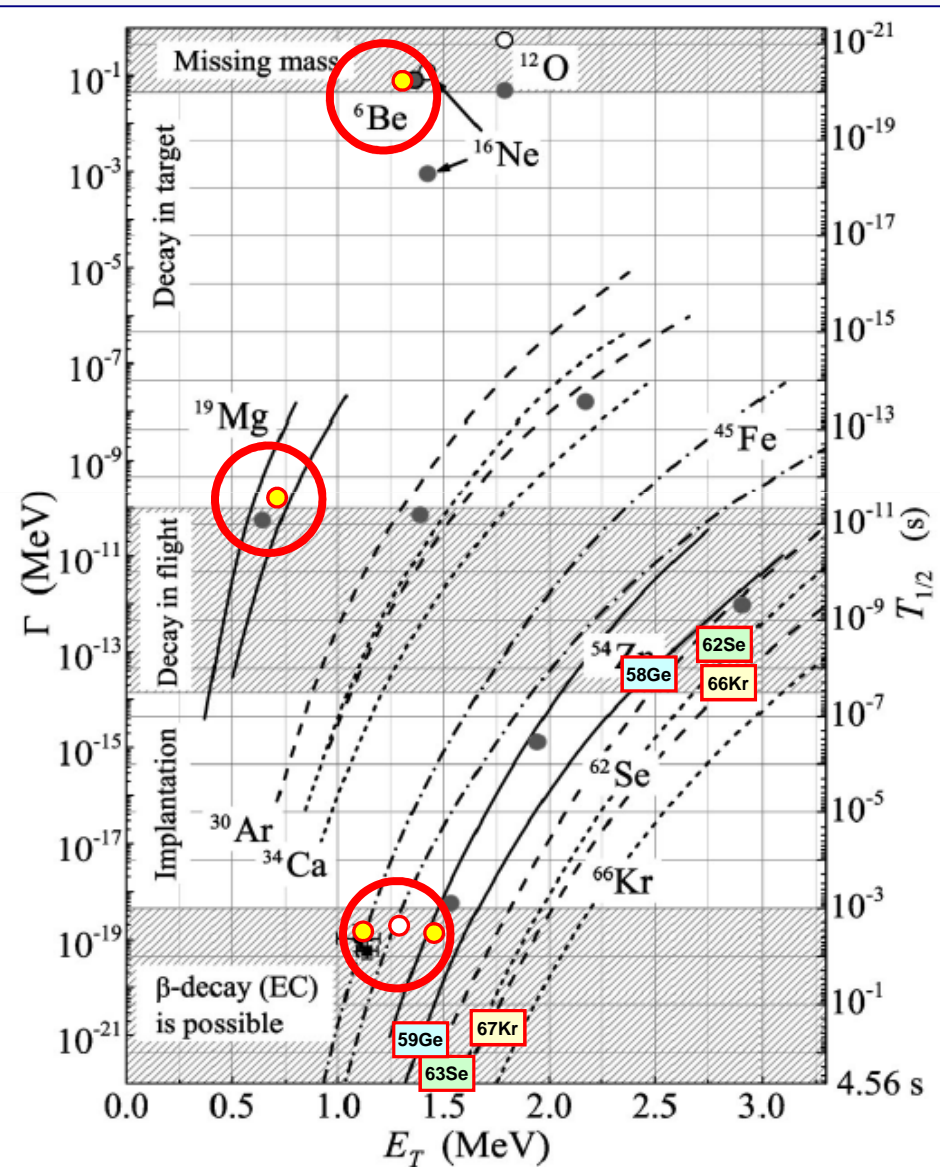 Missing mass
¹²O
⁶Be
¹⁶Ne
Decay in target
¹⁹Mg
⁴⁵Fe
Decay in flight
⁵⁴Zn
62Se
58Ge
66Kr
Implantation
⁶²Se
³⁰Ar
³⁴Ca
⁶⁶Kr
β-decay (EC)
is possible
67Kr
59Ge
63Se
Γ (MeV)
10⁻¹
10⁻³
10⁻⁵
10⁻⁷
10⁻⁹
10⁻¹¹
10⁻¹³
10⁻¹⁵
10⁻¹⁷
10⁻¹⁹
10⁻²¹
10⁻²¹
10⁻¹⁹
10⁻¹⁷
10⁻¹⁵
10⁻¹³
10⁻¹¹
10⁻⁹
10⁻⁷
10⁻⁵
10⁻³
10⁻¹
4.56 s
T1/2 (s)
0.0 0.5 1.0 1.5 2.0 2.5 3.0
E_T (MeV)